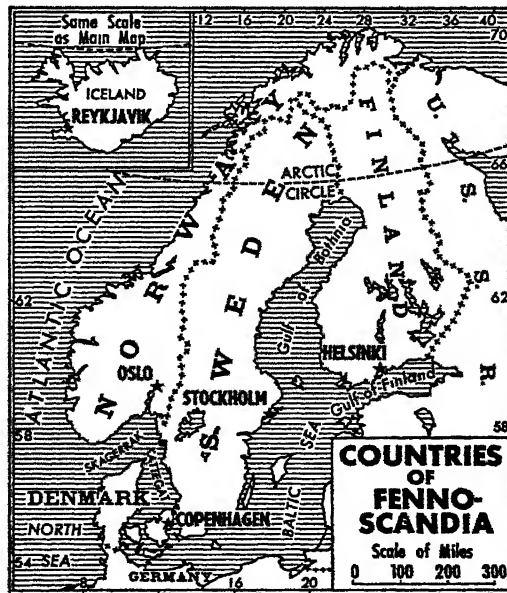 Same Scale
as Main Map
ICELAND
REYKJAVIK
12 16 20 24 28 32 36 40
70
NORWAY
SWEDEN
FINLAND
U.S.S.R.
66
ARCTIC
CIRCLE
ATLANTIC OCEAN
Gulf of Bothnia
62
62
HELSINKI
OSLO
STOCKHOLM
Gulf of Finland
58
58
SKAGERRAK
BALTIC SEA
DENMARK
COPENHAGEN
NORTH
SEA
54
GERMANY
8
16
20
COUNTRIES
OF
FENNO-
SCANDIA
Scale of Miles
0 100 200 300